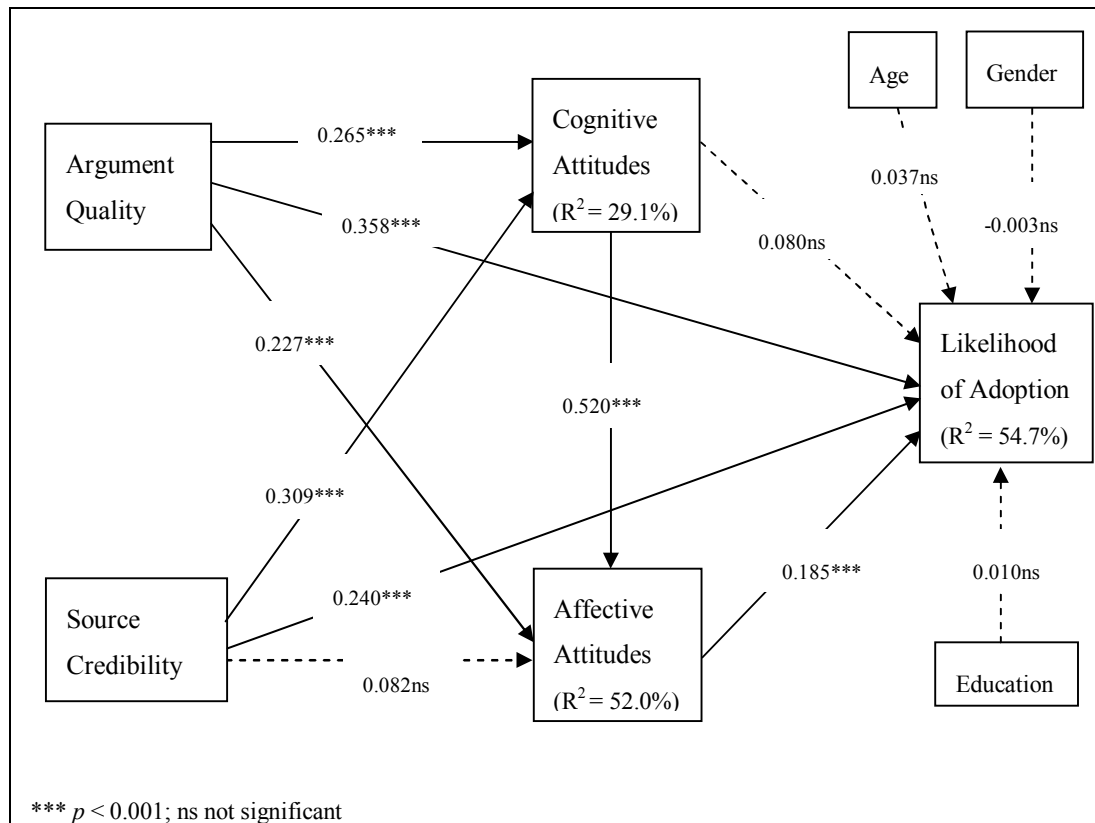 Age
Gender
Cognitive
Attitudes
(R² = 29.1%)
0.265***
Argument
Quality
0.037ns
0.358***
0.080ns
-0.003ns
0.227***
Likelihood
of Adoption
(R² = 54.7%)
0.520***
0.309***
0.185***
0.010ns
0.240***
Source
Credibility
Affective
Attitudes
(R² = 52.0%)
0.082ns
Education
*** p < 0.001; ns not significant